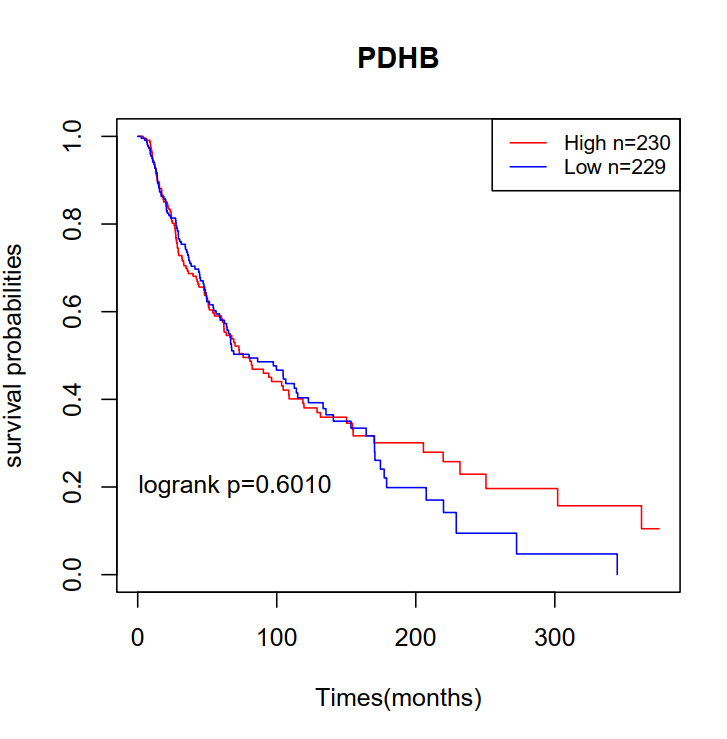 PDHB
High n=230
Low n=229
survival probabilities
1.0
0.8
0.6
0.4
0.2
0.0
logrank p=0.6010
0 100 200 300
Times(months)